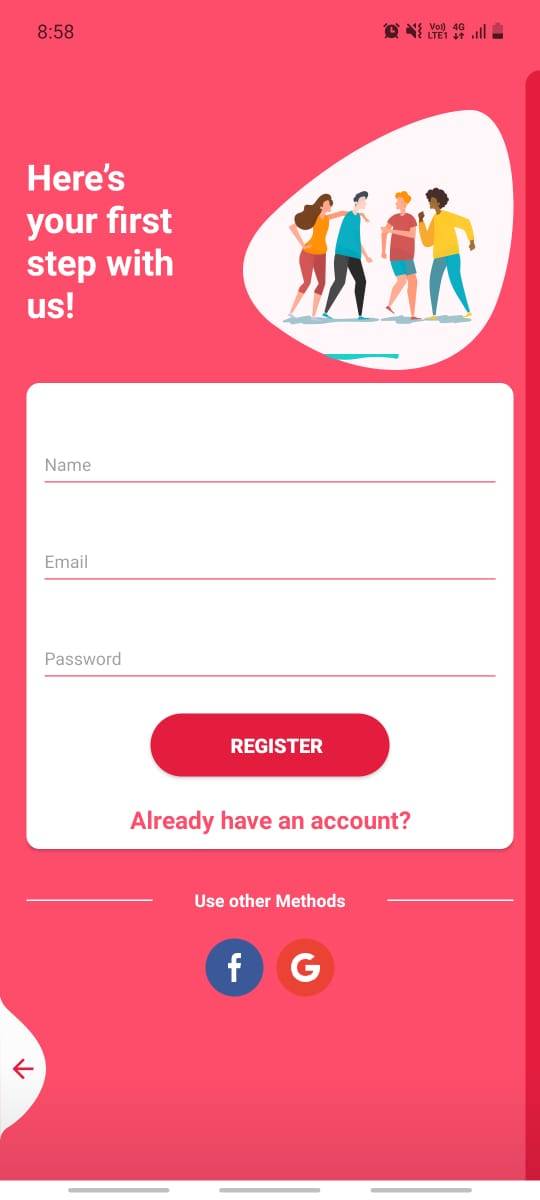 8:58
Vo) 4G
LTE1
Here's
your first
step with
us!
Name
Email
Password
REGISTER
Already have an account?
Use other Methods
f G